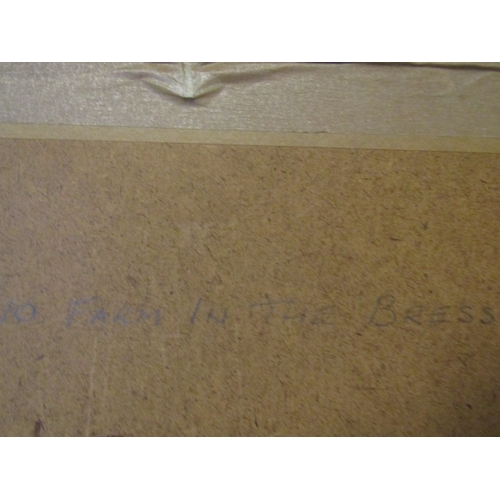 FARM IN THE BRESS